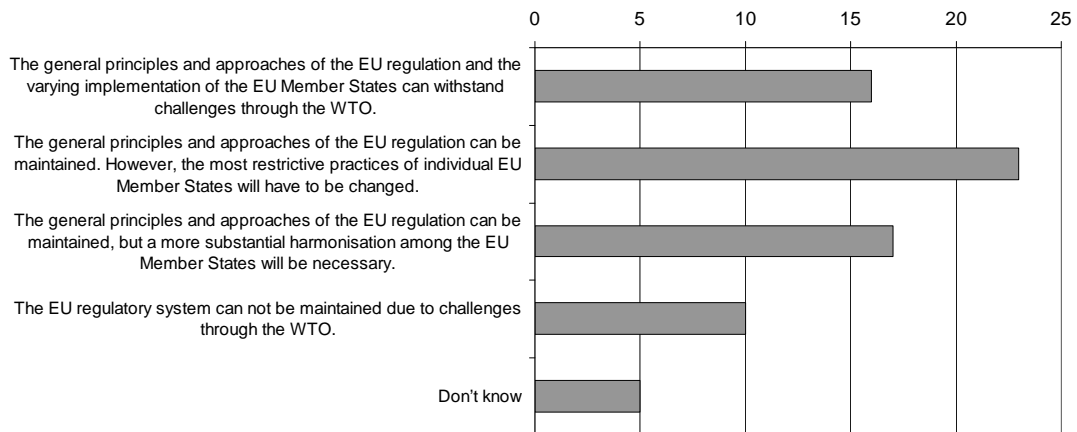 0 5 10 15 20 25
The general principles and approaches of the EU regulation and the
varying implementation of the EU Member States can withstand
challenges through the WTO.
The general principles and approaches of the EU regulation can be
maintained. However, the most restrictive practices of individual EU
Member States will have to be changed.
The general principles and approaches of the EU regulation can be
maintained, but a more substantial harmonisation among the EU
Member States will be necessary.
The EU regulatory system can not be maintained due to challenges
through the WTO.
Don't know